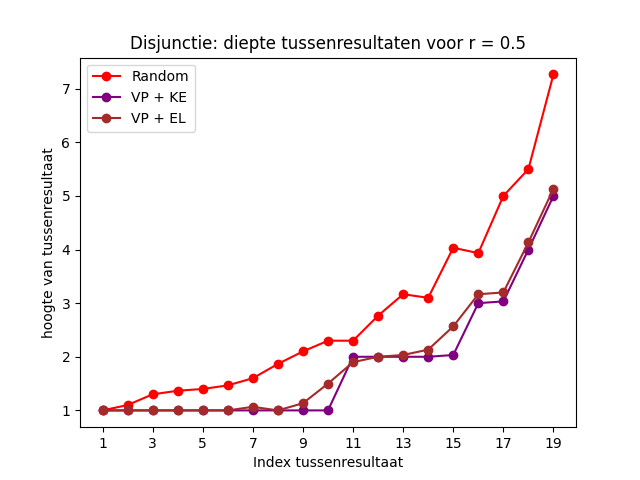 Disjunctie: diepte tussenresultaten voor r = 0.5
Random
VP + KE
VP + EL
hoogte van tussenresultaat
7
6
5
4
3
2
1
1 3 5 7 9 11 13 15 17 19
Index tussenresultaat